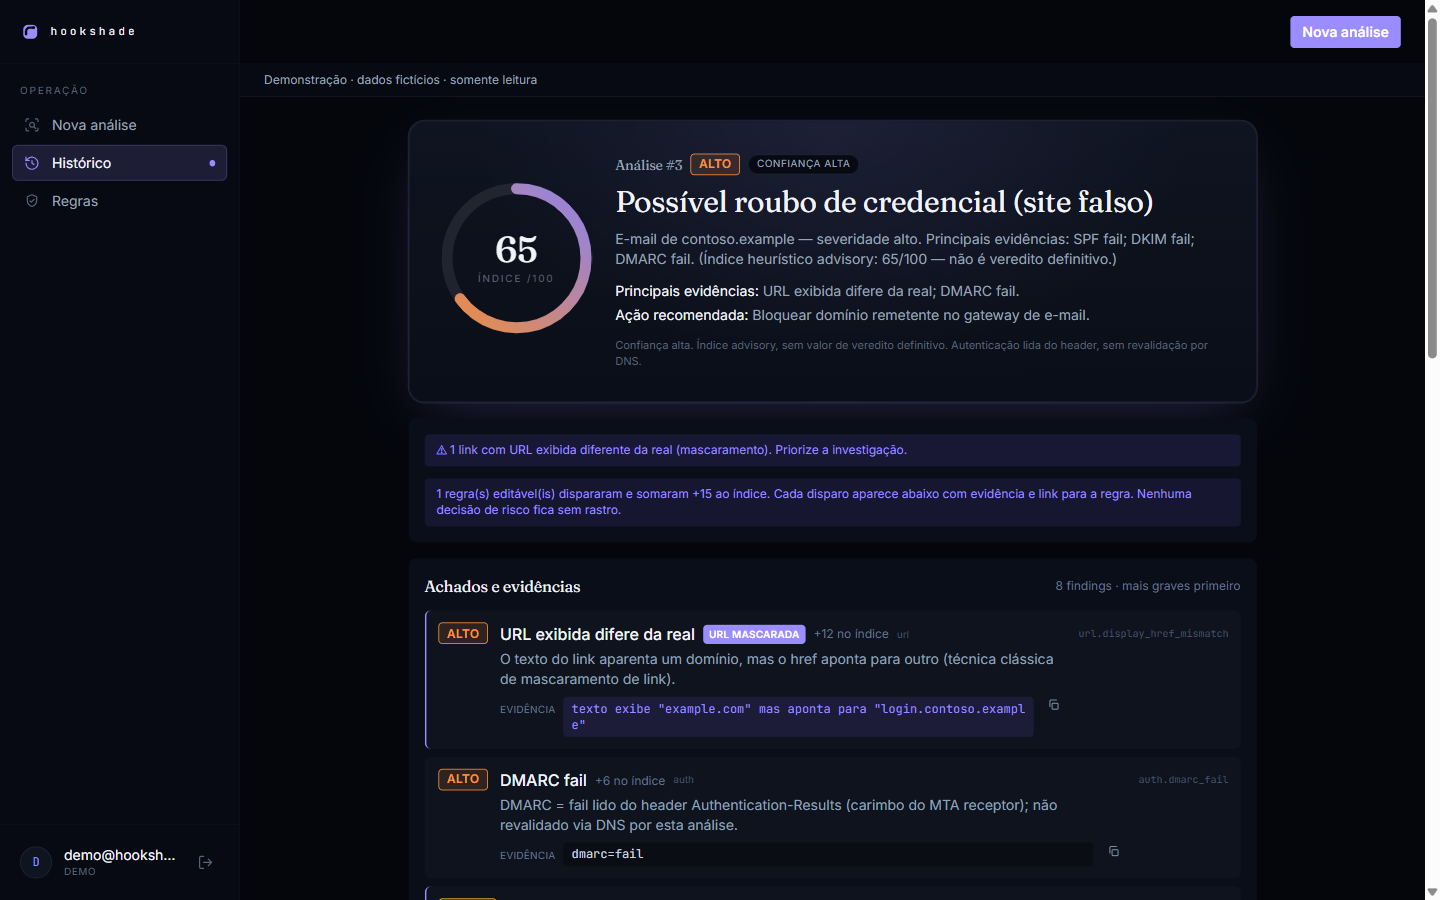 hookshade
Nova análise
OPERAÇÃO
Nova análise
Histórico
Regras
Demonstração · dados fictícios · somente leitura
65
ÍNDICE /100
Análise #3 ALTO CONFIANÇA ALTA
Possível roubo de credencial (site falso)
E-mail de contoso.example — severidade alto. Principais evidências: SPF fail; DKIM fail;
DMARC fail. (Índice heurístico advisory: 65/100 — não é veredito definitivo.)
Principais evidências: URL exibida difere da real; DMARC fail.
Ação recomendada: Bloquear domínio remetente no gateway de e-mail.
Confiança alta. Índice advisory, sem valor de veredito definitivo. Autenticação lida do header, sem revalidação por
DNS.
⚠ 1 link com URL exibida diferente da real (mascaramento). Priorize a investigação.
1 regra(s) editável(is) dispararam e somaram +15 ao índice. Cada disparo aparece abaixo com evidência e link para a regra. Nenhuma
decisão de risco fica sem rastro.
Achados e evidências
8 findings · mais graves primeiro
ALTO URL exibida difere da real URL MASCARADA +12 no índice url
url.display_href_mismatch
O texto do link aparenta um domínio, mas o href aponta para outro (técnica clássica
de mascaramento de link).
EVIDÊNCIA texto exibe "example.com" mas aponta para "login.contoso.exampl
e"
ALTO DMARC fail +6 no índice auth
auth.dmarc_fail
DMARC = fail lido do header Authentication-Results (carimbo do MTA receptor); não
revalidado via DNS por esta análise.
EVIDÊNCIA dmarc=fail
D
demo@hooksh...
DEMO